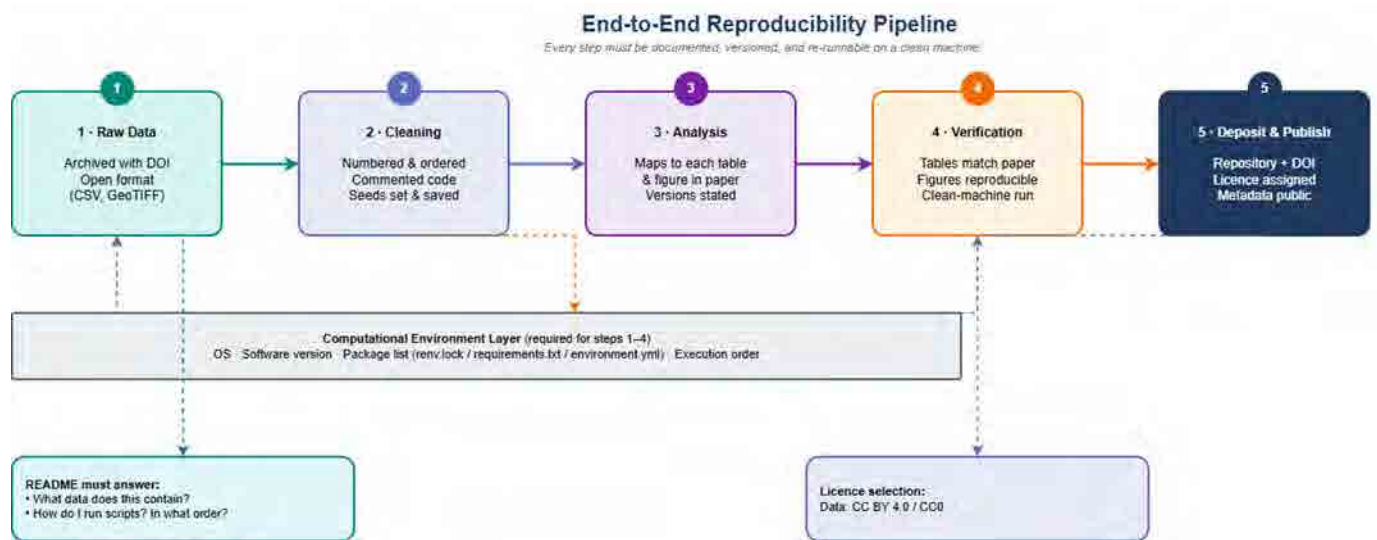 End-to-End Reproducibility Pipeline
Every step must be documented, versioned, and re-runnable on a clean machine.
1
1 · Raw Data
Archived with DOI
Open format
(CSV, GeoTIFF)
2
2 · Cleaning
Numbered & ordered
Commented code
Seeds set & saved
3
3 · Analysis
Maps to each table
& figure in paper
Versions stated
4
4 · Verification
Tables match paper
Figures reproducible
Clean-machine run
5
5 · Deposit & Publish
Repository + DOI
Licence assigned
Metadata public
Computational Environment Layer (required for steps 1–4)
OS · Software version · Package list (renv.lock / requirements.txt / environment.yml) · Execution order
README must answer:
• What data does this contain?
• How do I run scripts? In what order?
Licence selection:
Data: CC BY 4.0 / CC0